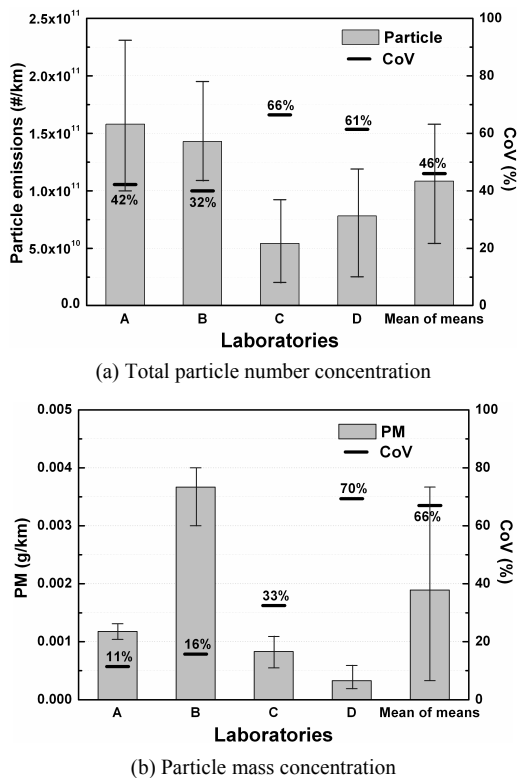 2.5x10¹¹
2.0x10¹¹
1.5x10¹¹
1.0x10¹¹
5.0x10¹⁰
0.0
Particle emissions (#/km)
Particle
CoV
42%
32%
66%
61%
46%
100
80
60
40
20
0
CoV (%)
A B C D Mean of means
Laboratories
(a) Total particle number concentration
0.005
0.004
0.003
0.002
0.001
0.000
PM (g/km)
PM
CoV
11%
16%
33%
70%
66%
100
80
60
40
20
0
CoV (%)
A B C D Mean of means
Laboratories
(b) Particle mass concentration